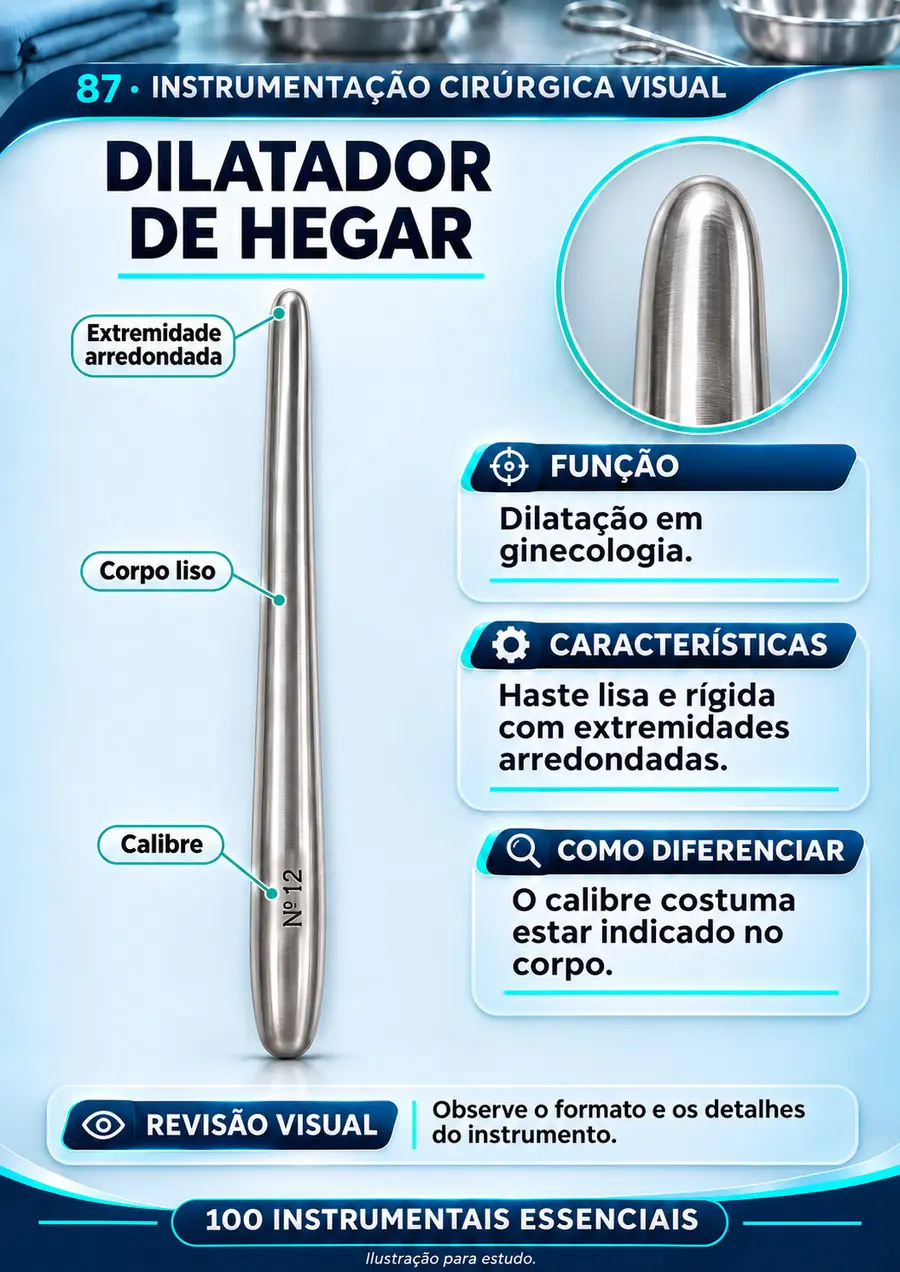 87 · INSTRUMENTAÇÃO CIRÚRGICA VISUAL
DILATADOR
DE HEGAR
Extremidade
arredondada
Corpo liso
Calibre
Nº 12
FUNÇÃO
Dilatação em
ginecologia.
CARACTERÍSTICAS
Haste lisa e rígida
com extremidades
arredondadas.
COMO DIFERENCIAR
O calibre costuma
estar indicado no
corpo.
REVISÃO VISUAL
Observe o formato e os detalhes
do instrumento.
100 INSTRUMENTAIS ESSENCIAIS
Ilustração para estudo.